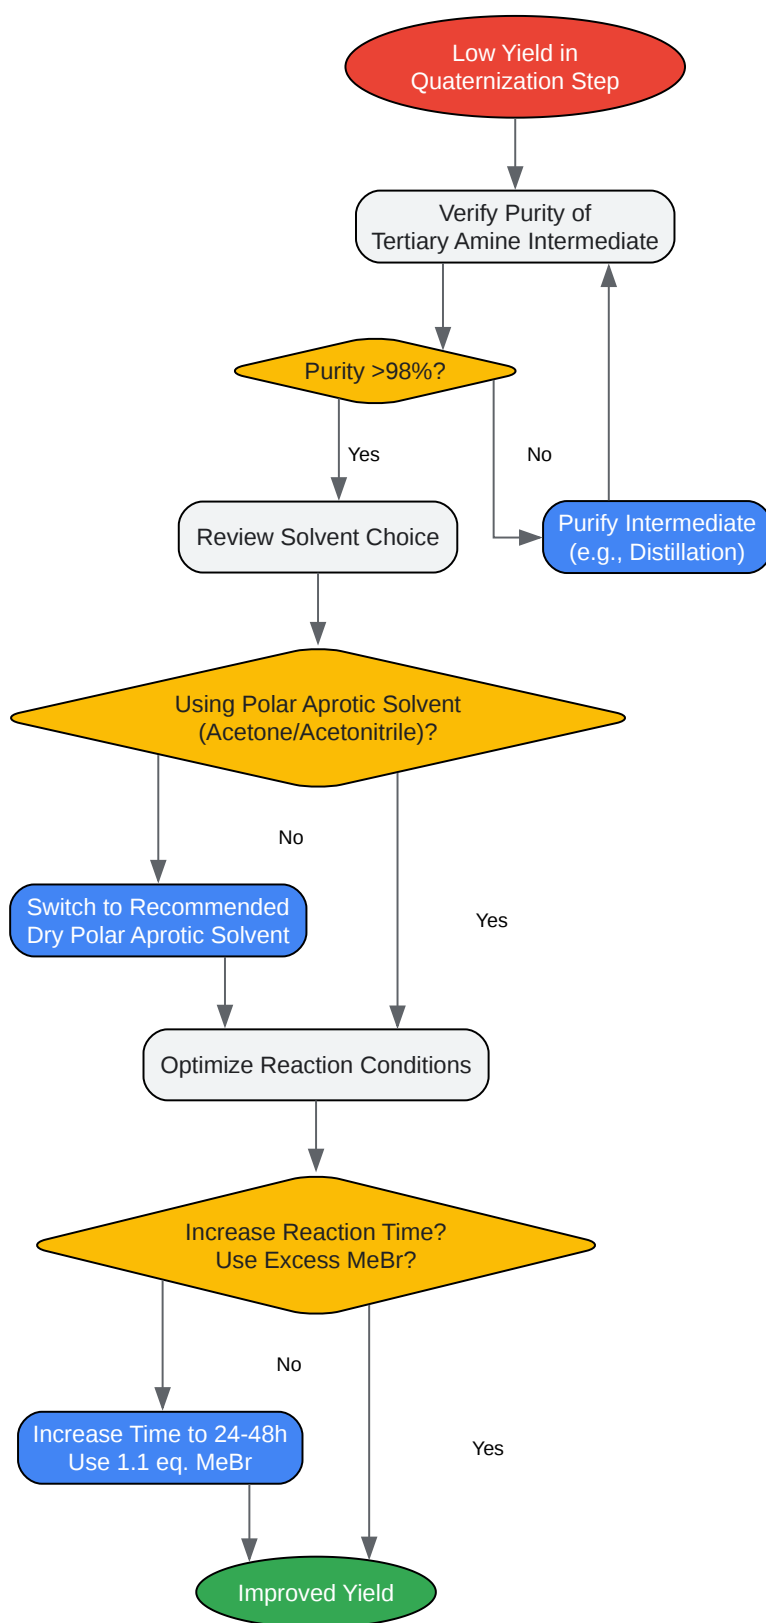 Low Yield in
Quaternization Step
Verify Purity of
Tertiary Amine Intermediate
Purity >98%?
Yes
No
Review Solvent Choice
Purify Intermediate
(e.g., Distillation)
Using Polar Aprotic Solvent
(Acetone/Acetonitrile)?
No
Switch to Recommended
Dry Polar Aprotic Solvent
Yes
Optimize Reaction Conditions
Increase Reaction Time?
Use Excess MeBr?
No
Increase Time to 24-48h
Use 1.1 eq. MeBr
Yes
Improved Yield